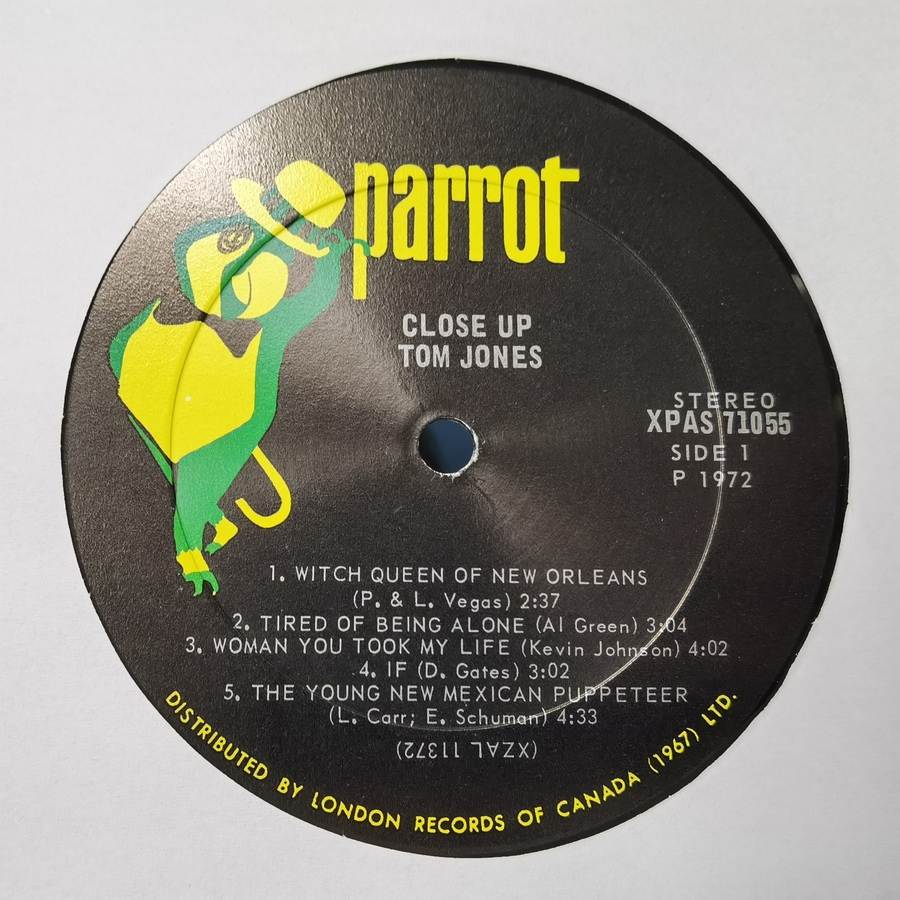 parrot
CLOSE UP
TOM JONES
STEREO
XPAS 71055
SIDE 1
P 1972
1. WITCH QUEEN OF NEW ORLEANS
(P. & L. Vegas) 2:37
2. TIRED OF BEING ALONE (Al Green) 3:04
3. WOMAN YOU TOOK MY LIFE (Kevin Johnson) 4:02
4. IF (D. Gates) 3:02
5. THE YOUNG NEW MEXICAN PUPPETEER
(L. Carr; E. Schuman) 4:33
(XZAL 11372)
DISTRIBUTED BY LONDON RECORDS OF CANADA (1967) LTD.